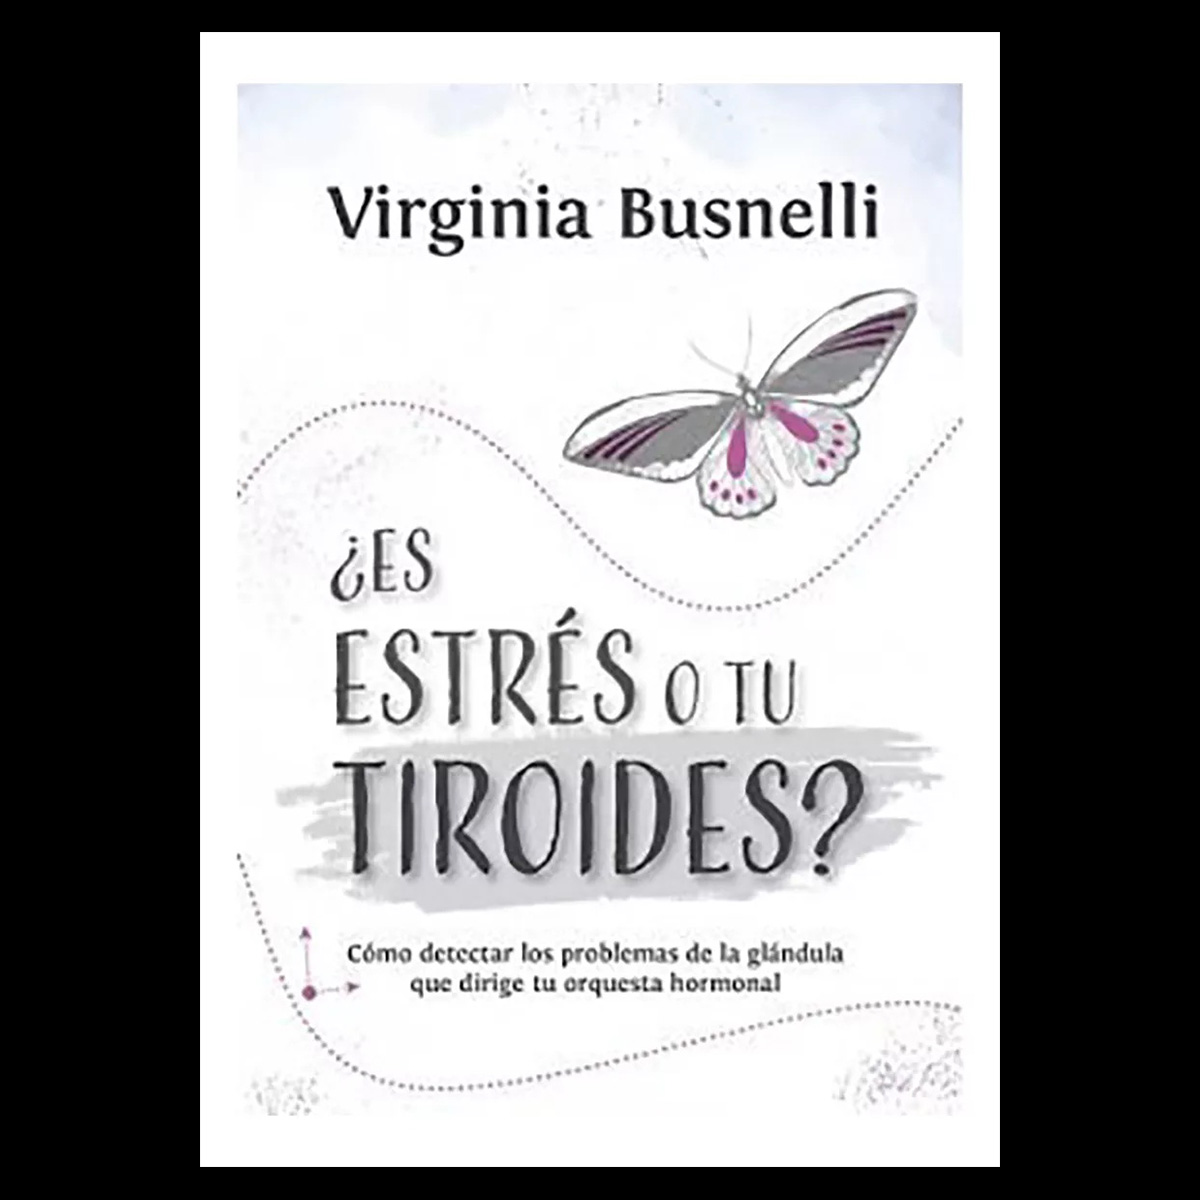 Virginia Busnelli
¿ES
ESTRÉS O TU
TIROIDES?
Cómo detectar los problemas de la glándula
que dirige tu orquesta hormonal